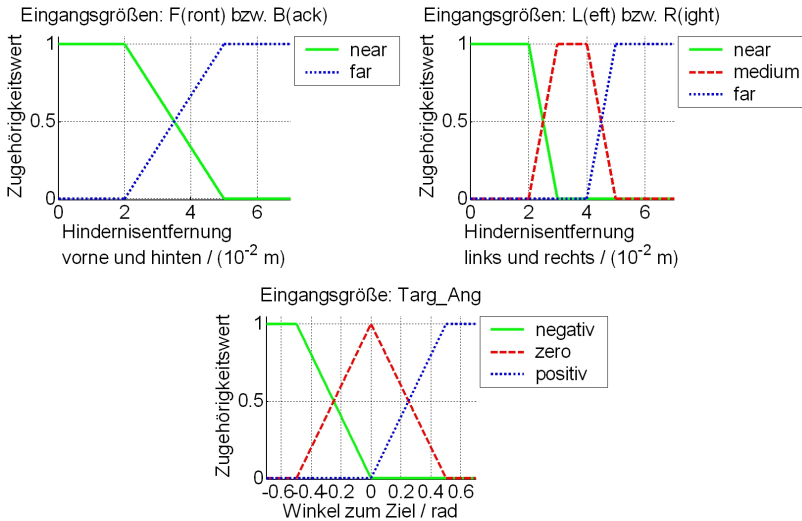 Eingangsgrößen: F(ront) bzw. B(ack)
Zugehörigkeitswert
1
0.5
0
0 2 4 6
Hindernisentfernung
vorne und hinten / (10⁻² m)
near
far
Eingangsgrößen: L(eft) bzw. R(ight)
Zugehörigkeitswert
1
0.5
0
0 2 4 6
Hindernisentfernung
links und rechts / (10⁻² m)
near
medium
far
Eingangsgröße: Targ_Ang
Zugehörigkeitswert
1
0.5
0
-0.6 -0.4 -0.2 0 0.2 0.4 0.6
Winkel zum Ziel / rad
negativ
zero
positiv